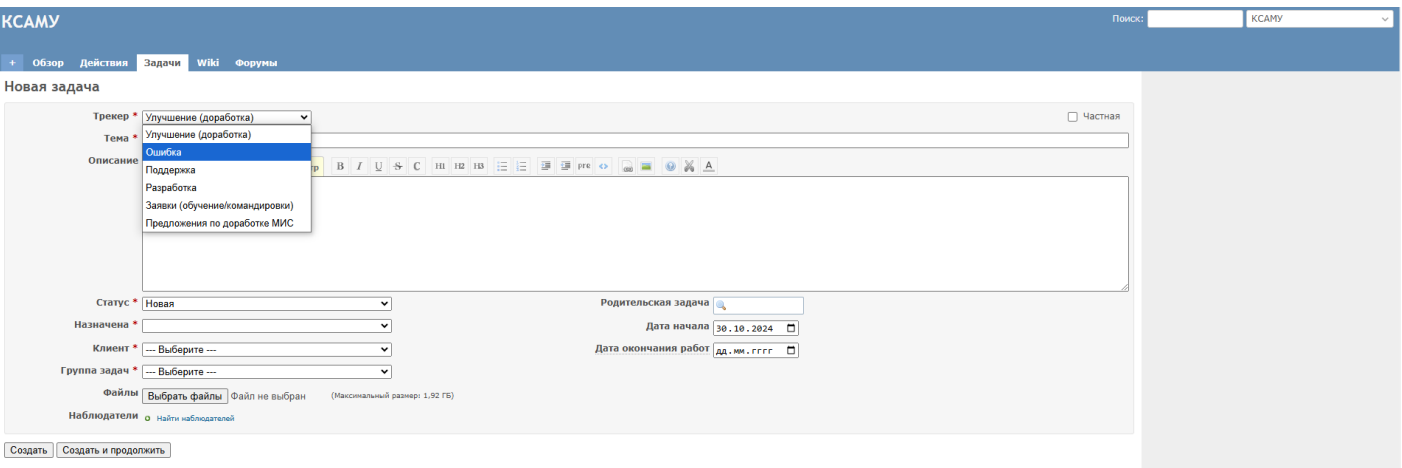 КСАМУ
Поиск: КСАМУ
+ Обзор Действия Задачи Wiki Форумы
Новая задача
Трекер * Улучшение (доработка) Частная
Тема *
Улучшение (доработка)
Ошибка
Поддержка
Разработка
Заявки (обучение/командировки)
Предложения по доработке МИС
Описание B I U S C H1 H2 H3 pre <> A
Статус * Новая Родительская задача
Назначена * Дата начала 30.10.2024
Клиент * --- Выберите --- Дата окончания работ дд.мм.гггг
Группа задач * --- Выберите ---
Файлы Выбрать файлы Файл не выбран (Максимальный размер: 1,92 ГБ)
Наблюдатели Найти наблюдателей
Создать Создать и продолжить